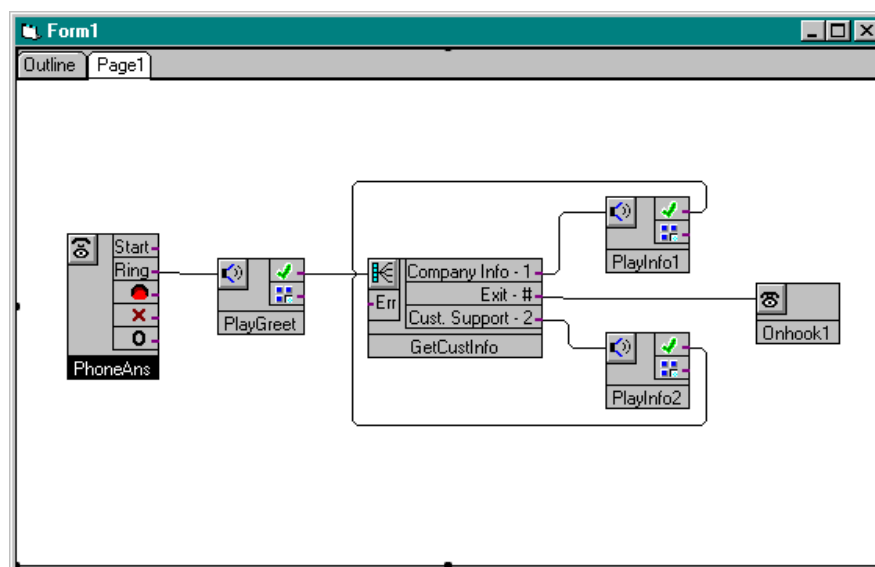 Form1
Outline
Page1
Start
Ring
O
PhoneAns
PlayGreet
Company Info - 1
Exit - #
Err
Cust. Support - 2
GetCustInfo
PlayInfo1
Onhook1
PlayInfo2